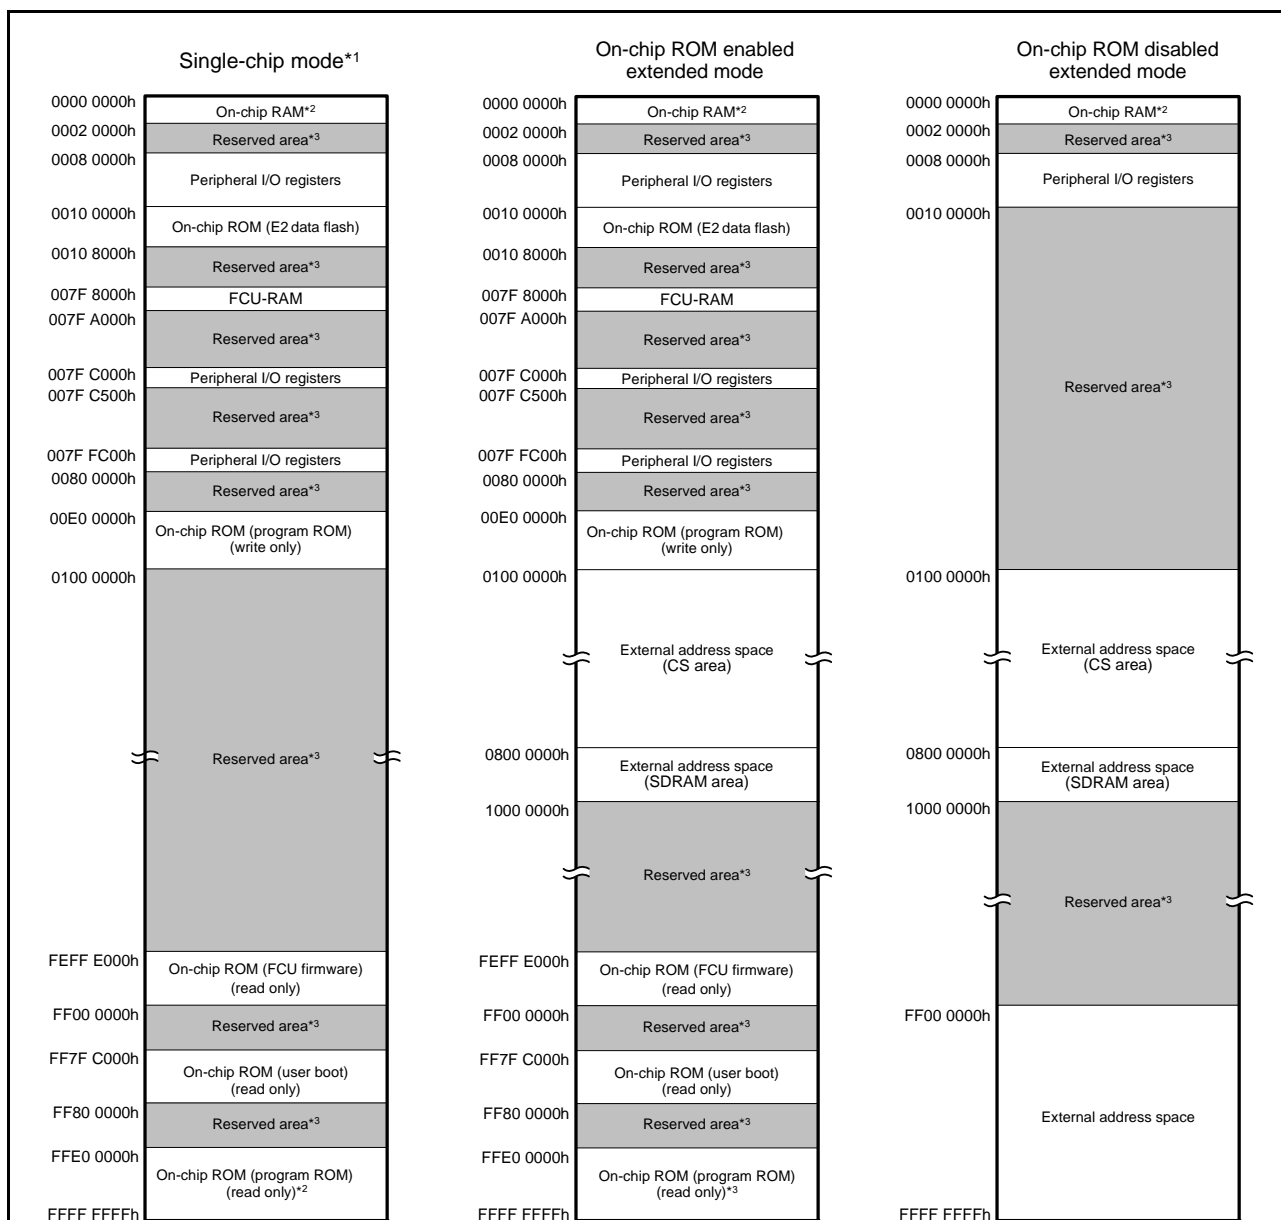 Single-chip mode*1
0000 0000h
On-chip RAM*2
0002 0000h
Reserved area*3
0008 0000h
Peripheral I/O registers
0010 0000h
On-chip ROM (E2 data flash)
0010 8000h
Reserved area*3
007F 8000h
FCU-RAM
007F A000h
Reserved area*3
007F C000h
Peripheral I/O registers
007F C500h
Reserved area*3
007F FC00h
Peripheral I/O registers
0080 0000h
Reserved area*3
00E0 0000h
On-chip ROM (program ROM)
(write only)
0100 0000h
Reserved area*3
FEFF E000h
On-chip ROM (FCU firmware)
(read only)
FF00 0000h
Reserved area*3
FF7F C000h
On-chip ROM (user boot)
(read only)
FF80 0000h
Reserved area*3
FFE0 0000h
On-chip ROM (program ROM)
(read only)*2
FFFF FFFFh
On-chip ROM enabled
extended mode
0000 0000h
On-chip RAM*2
0002 0000h
Reserved area*3
0008 0000h
Peripheral I/O registers
0010 0000h
On-chip ROM (E2 data flash)
0010 8000h
Reserved area*3
007F 8000h
FCU-RAM
007F A000h
Reserved area*3
007F C000h
Peripheral I/O registers
007F C500h
Reserved area*3
007F FC00h
Peripheral I/O registers
0080 0000h
Reserved area*3
00E0 0000h
On-chip ROM (program ROM)
(write only)
0100 0000h
External address space
(CS area)
0800 0000h
External address space
(SDRAM area)
1000 0000h
Reserved area*3
FEFF E000h
On-chip ROM (FCU firmware)
(read only)
FF00 0000h
Reserved area*3
FF7F C000h
On-chip ROM (user boot)
(read only)
FF80 0000h
Reserved area*3
FFE0 0000h
On-chip ROM (program ROM)
(read only)*3
FFFF FFFFh
On-chip ROM disabled
extended mode
0000 0000h
On-chip RAM*2
0002 0000h
Reserved area*3
0008 0000h
Peripheral I/O registers
0010 0000h
Reserved area*3
0100 0000h
External address space
(CS area)
0800 0000h
External address space
(SDRAM area)
1000 0000h
Reserved area*3
FF00 0000h
External address space
FFFF FFFFh